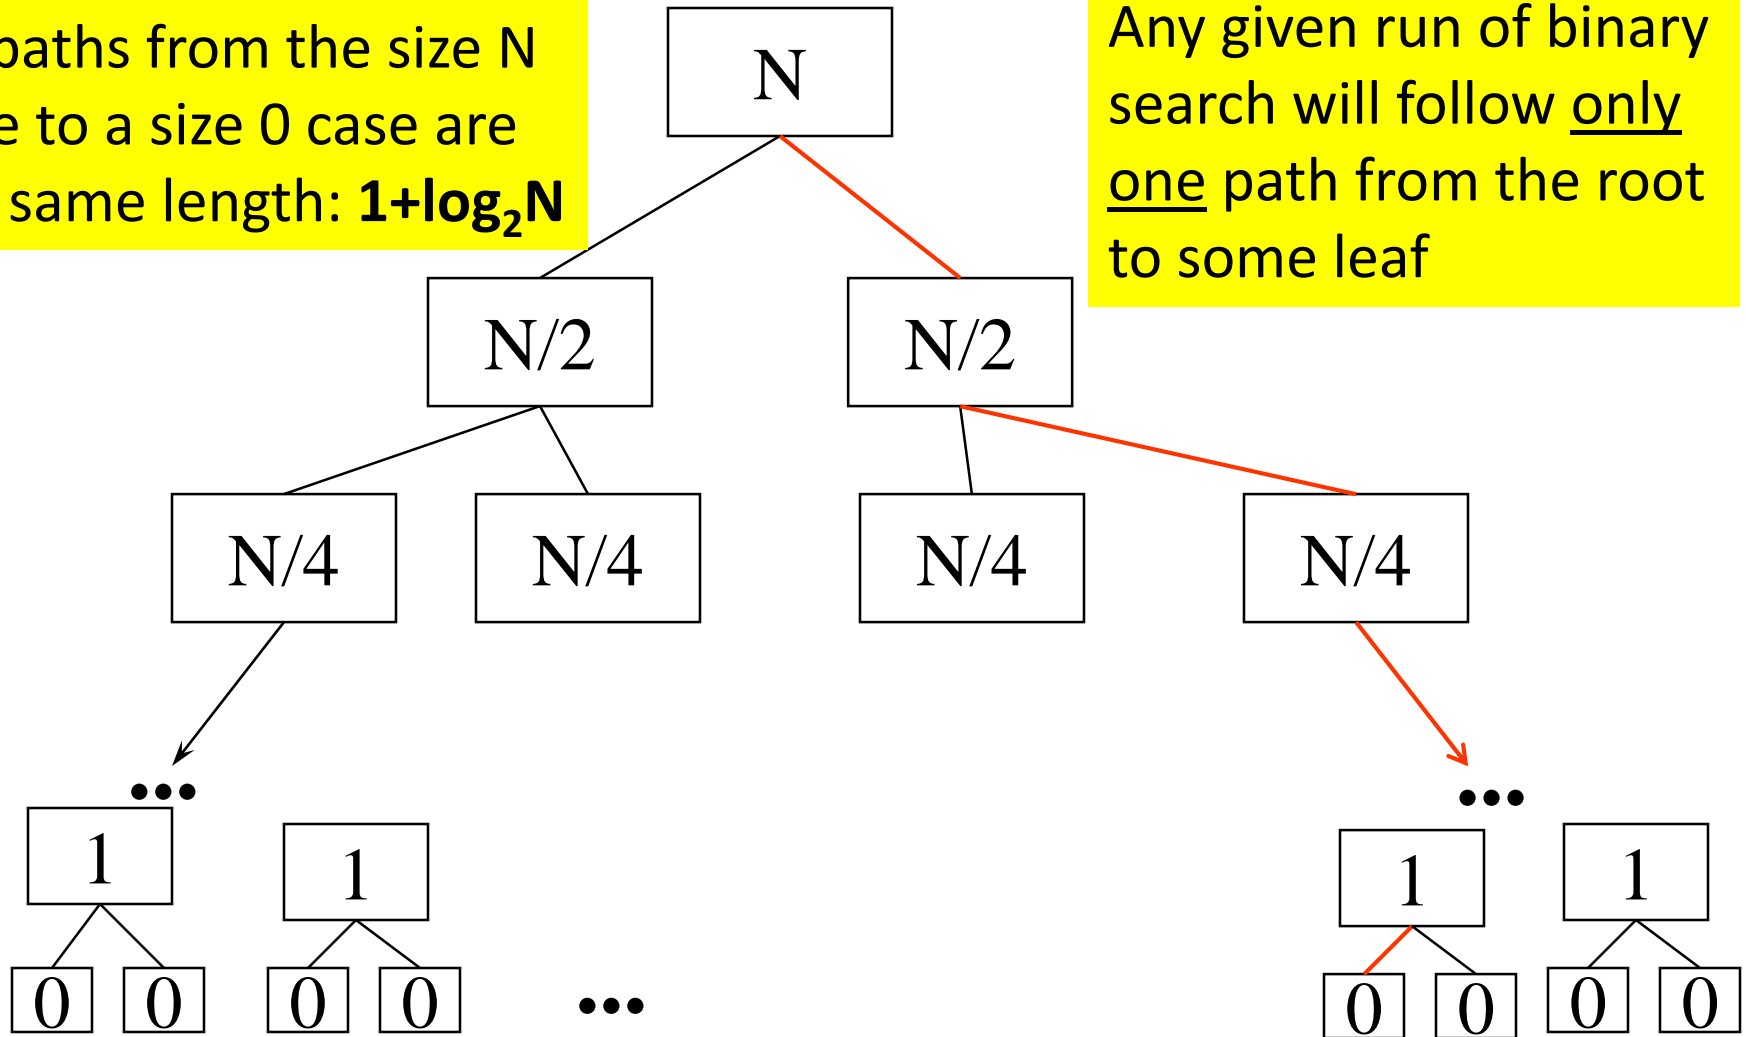 paths from the size N
e to a size 0 case are
same length: 1+log₂N
Any given run of binary
search will follow only
one path from the root
to some leaf
N
N/2 N/2
N/4 N/4 N/4 N/4
••• •••
1 1 1 1
0 0 0 0 ••• 0 0 0 0